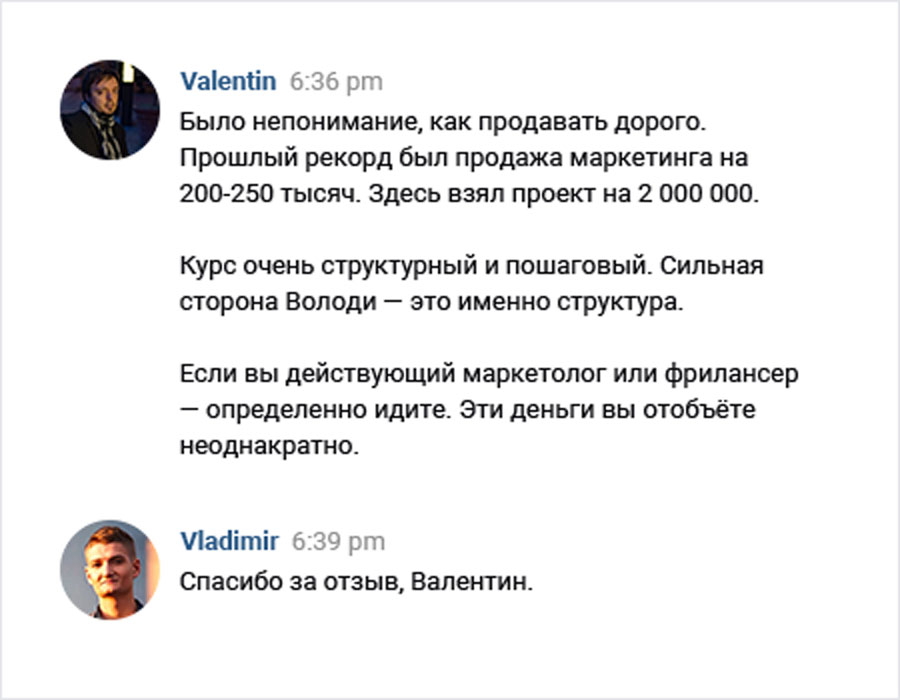 Valentin 6:36 pm
Было непонимание, как продавать дорого.
Прошлый рекорд был продажа маркетинга на
200-250 тысяч. Здесь взял проект на 2 000 000.
Курс очень структурный и пошаговый. Сильная
сторона Володи — это именно структура.
Если вы действующий маркетолог или фрилансер
— определенно идите. Эти деньги вы отобъёте
неоднакратно.
Vladimir 6:39 pm
Спасибо за отзыв, Валентин.